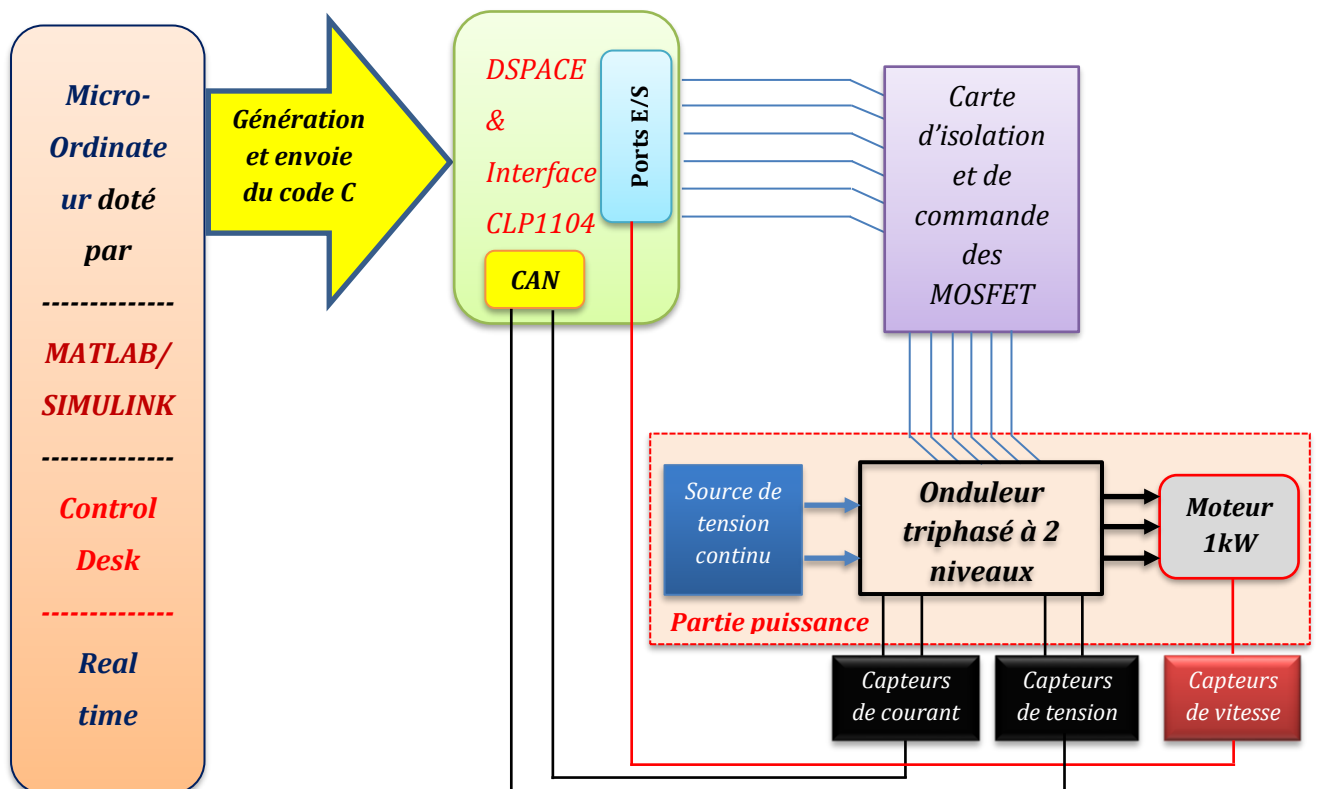 Micro-
Ordinate
ur doté
par
--------------
MATLAB/
SIMULINK
--------------
Control
Desk
--------------
Real
time
Génération
et envoie
du code C
DSPACE
&
Interface
CLP1104
Ports E/S
CAN
Carte
d'isolation
et de
commande
des
MOSFET
Source de
tension
continu
Onduleur
triphasé à 2
niveaux
Moteur
1kW
Partie puissance
Capteurs
de courant
Capteurs
de tension
Capteurs
de vitesse